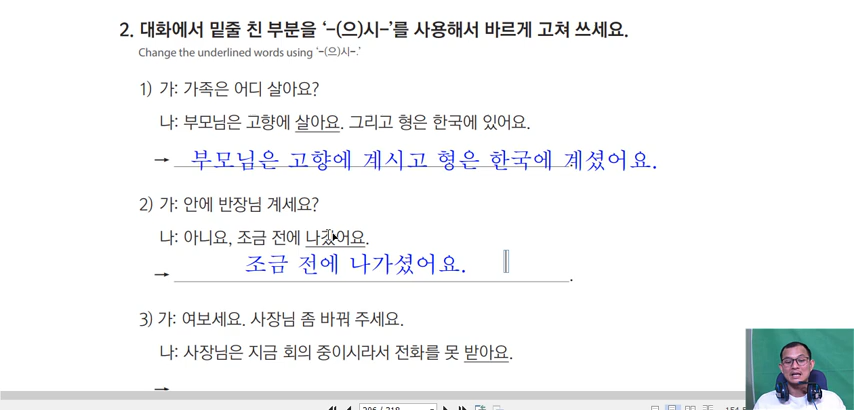 2. 대화에서 밑줄 친 부분을 ‘-(으)시-’를 사용해서 바르게 고쳐 쓰세요.
Change the underlined words using ‘-(으)시-.’
1) 가: 가족은 어디 살아요?
나: 부모님은 고향에 살아요. 그리고 형은 한국에 있어요.
→ 부모님은 고향에 계시고 형은 한국에 계셨어요.
2) 가: 안에 반장님 계세요?
나: 아니요, 조금 전에 나갔어요.
→ 조금 전에 나가셨어요.
3) 가: 여보세요. 사장님 좀 바꿔 주세요.
나: 사장님은 지금 회의 중이시라서 전화를 못 받아요.
→